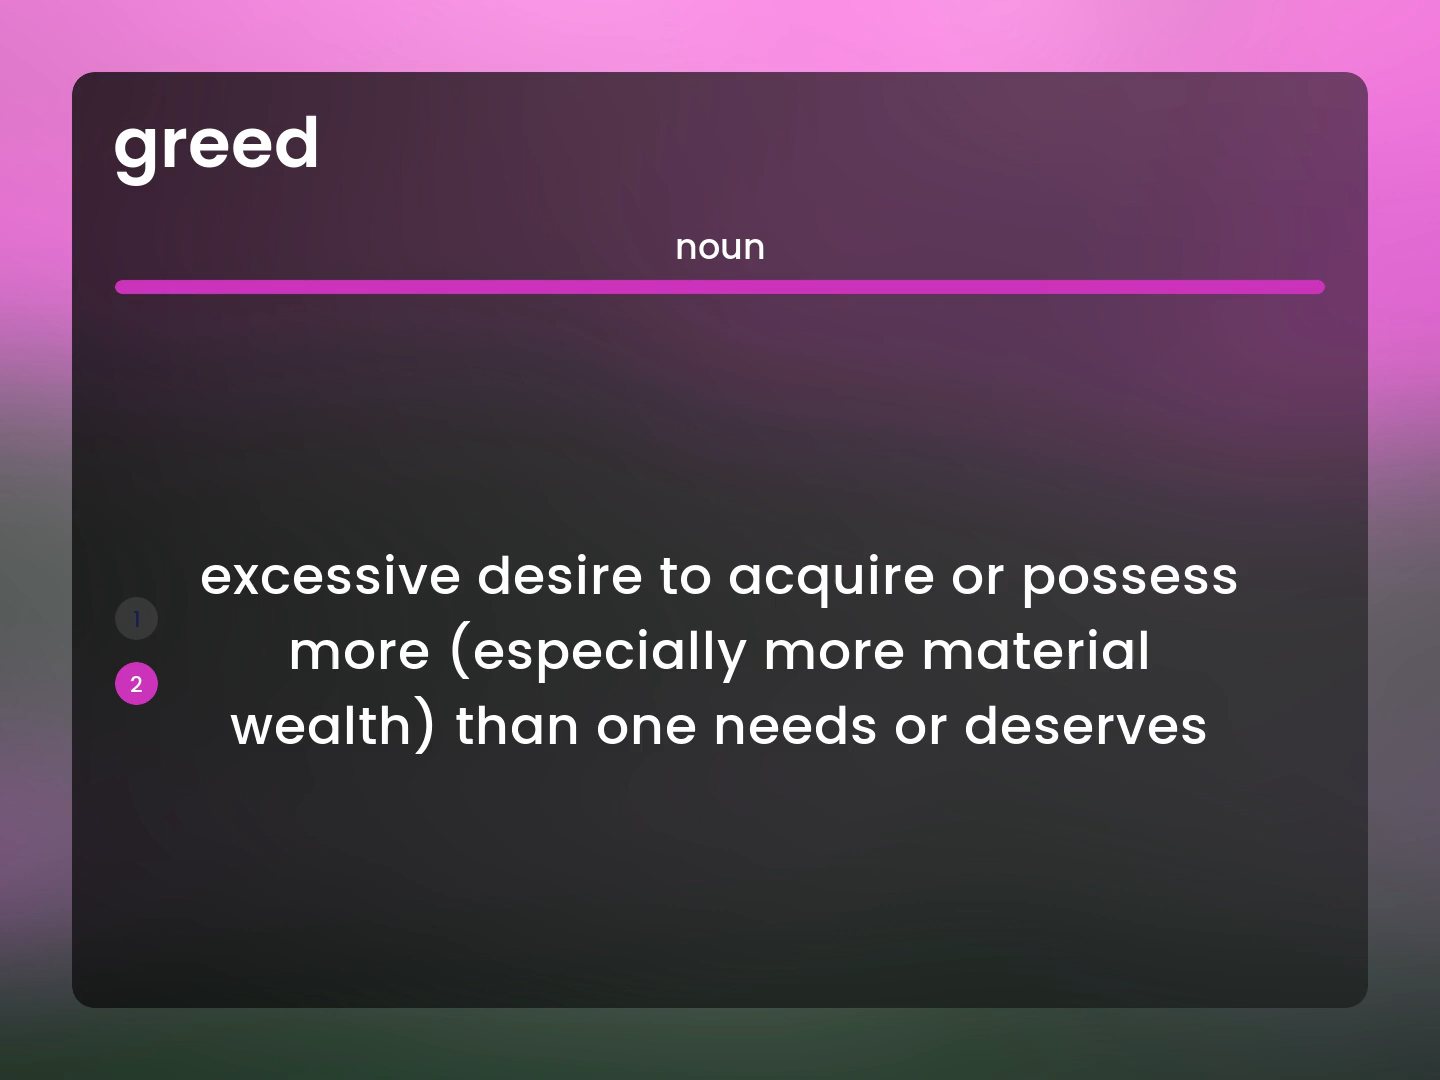 greed
noun
excessive desire to acquire or possess
more (especially more material
wealth) than one needs or deserves
1
2